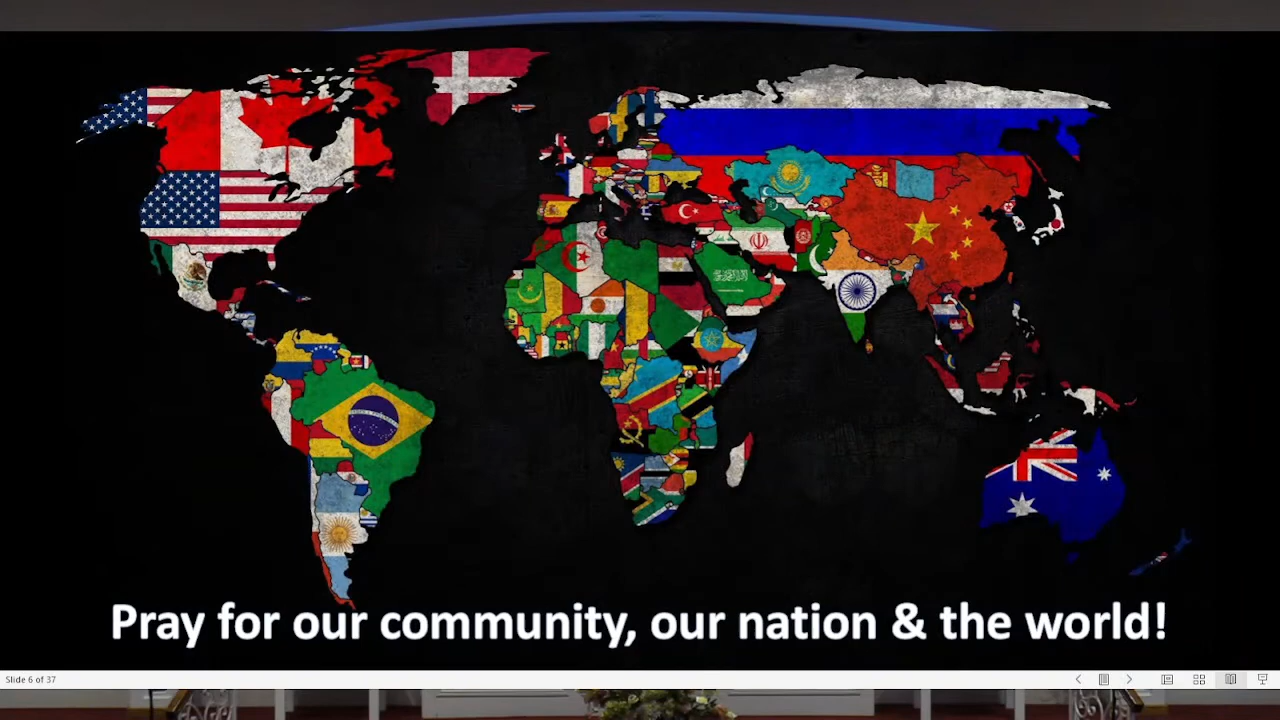 Pray for our community, our nation & the world!
Slide 6 of 37